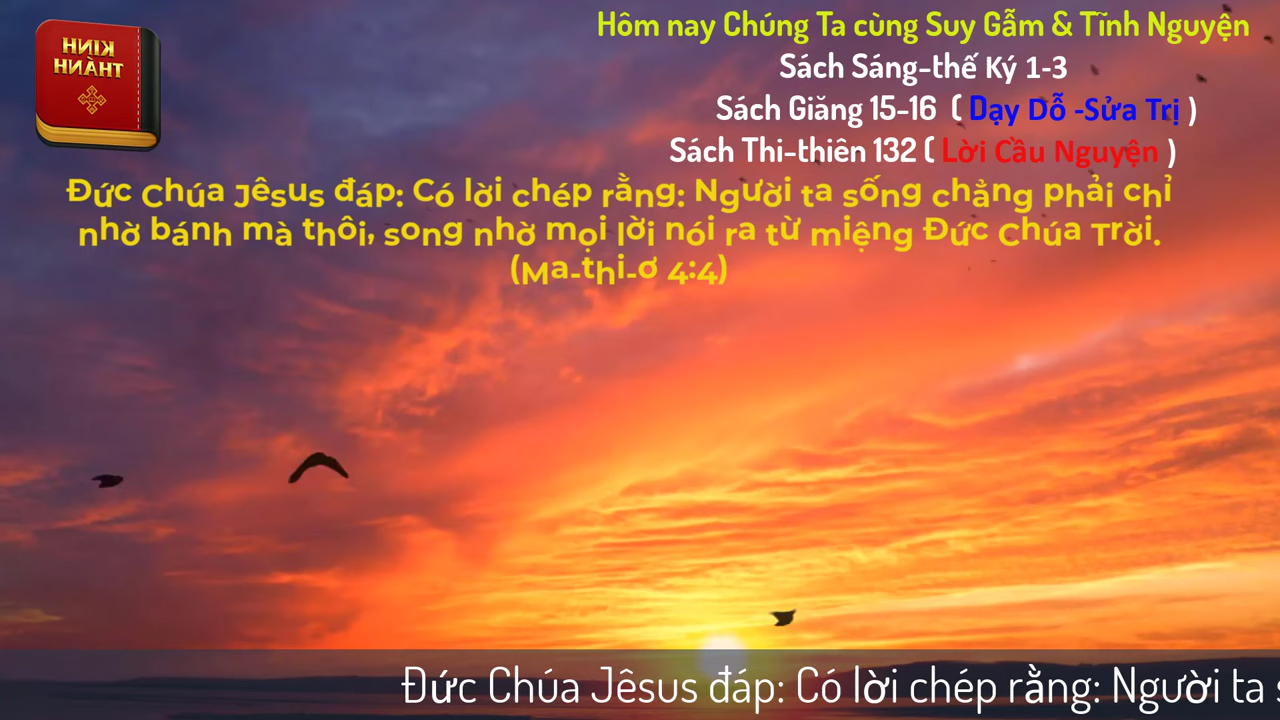 KINH
THÀNH
Hôm nay Chúng Ta cùng Suy Gẫm & Tĩnh Nguyện
Sách Sáng-thế Ký 1-3
Sách Giăng 15-16 ( Dạy Dỗ -Sửa Trị )
Sách Thi-thiên 132 ( Lời Cầu Nguyện )
Đức Chúa Jêsus đáp: Có lời chép rằng: Người ta sống chẳng phải chỉ
nhờ bánh mà thôi, song nhờ mọi lời nói ra từ miệng Đức Chúa Trời.
(Ma-thi-ơ 4:4)
Đức Chúa Jêsus đáp: Có lời chép rằng: Người ta